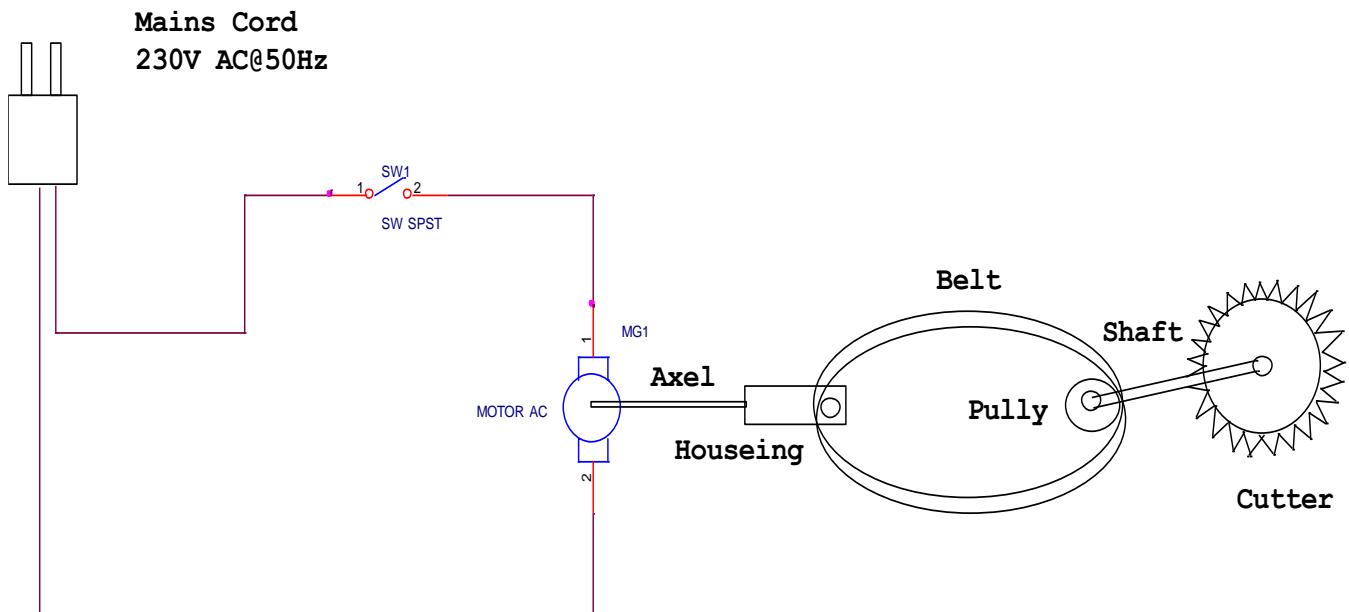 Mains Cord
230V AC@50Hz
SW1
1 2
SW SPST
Belt
MG1
1
Shaft
Axel
MOTOR AC
Pully
Houseing
2
Cutter